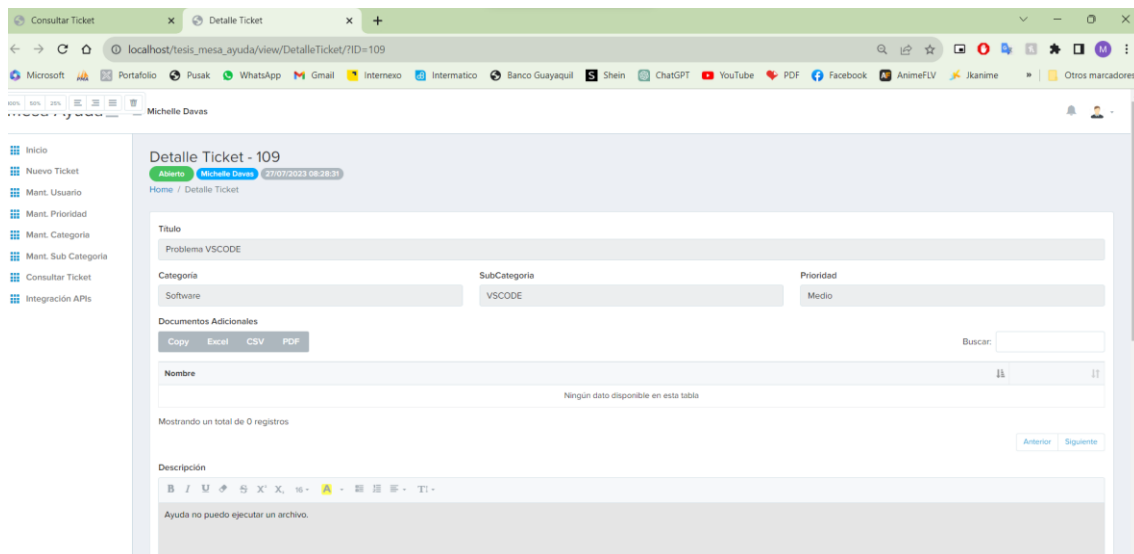 Consultar Ticket
Detalle Ticket
localhost/tesis_mesa_ayuda/view/DetalleTicket/?ID=109
Microsoft Portafolio Pusak WhatsApp Gmail Internexo Intermatico Banco Guayaquil Shein ChatGPT YouTube PDF Facebook AnimeFLV Jkanime » Otros marcadores
100% 50% 25%
Michelle Davas
Inicio
Nuevo Ticket
Mant. Usuario
Mant. Prioridad
Mant. Categoria
Mant. Sub Categoria
Consultar Ticket
Integración APIs
Detalle Ticket - 109
Abierto Michelle Davas 27/07/2023 08:28:31
Home / Detalle Ticket
Titulo
Problema VSCODE
Categoría SubCategoria Prioridad
Software VSCODE Medio
Documentos Adicionales
Copy Excel CSV PDF Buscar:
Nombre
Ningún dato disponible en esta tabla
Mostrando un total de 0 registros
Anterior Siguiente
Descripción
B I U S X X 16 A T
Ayuda no puedo ejecutar un archivo.